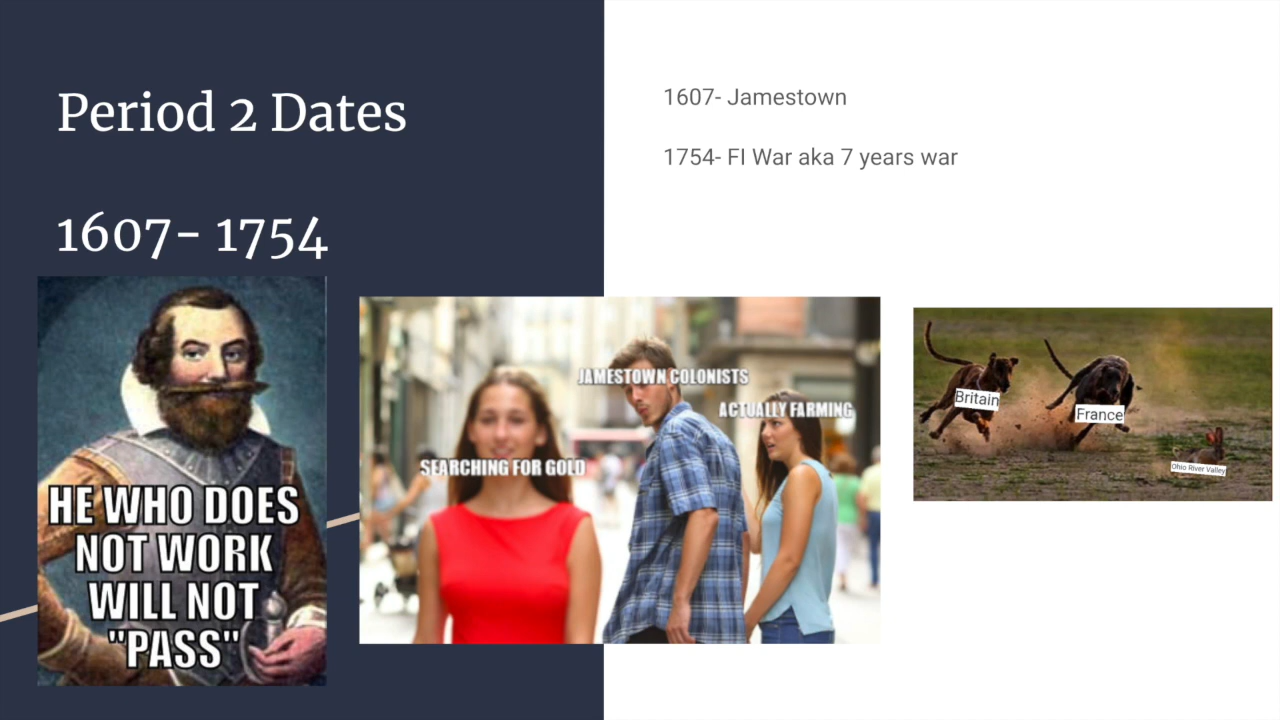 Period 2 Dates
1607- 1754
1607- Jamestown
1754- FI War aka 7 years war
HE WHO DOES
NOT WORK
WILL NOT
"PASS"
JAMESTOWN COLONISTS
ACTUALLY FARMING
SEARCHING FOR GOLD
Britain
France
Ohio River Valley